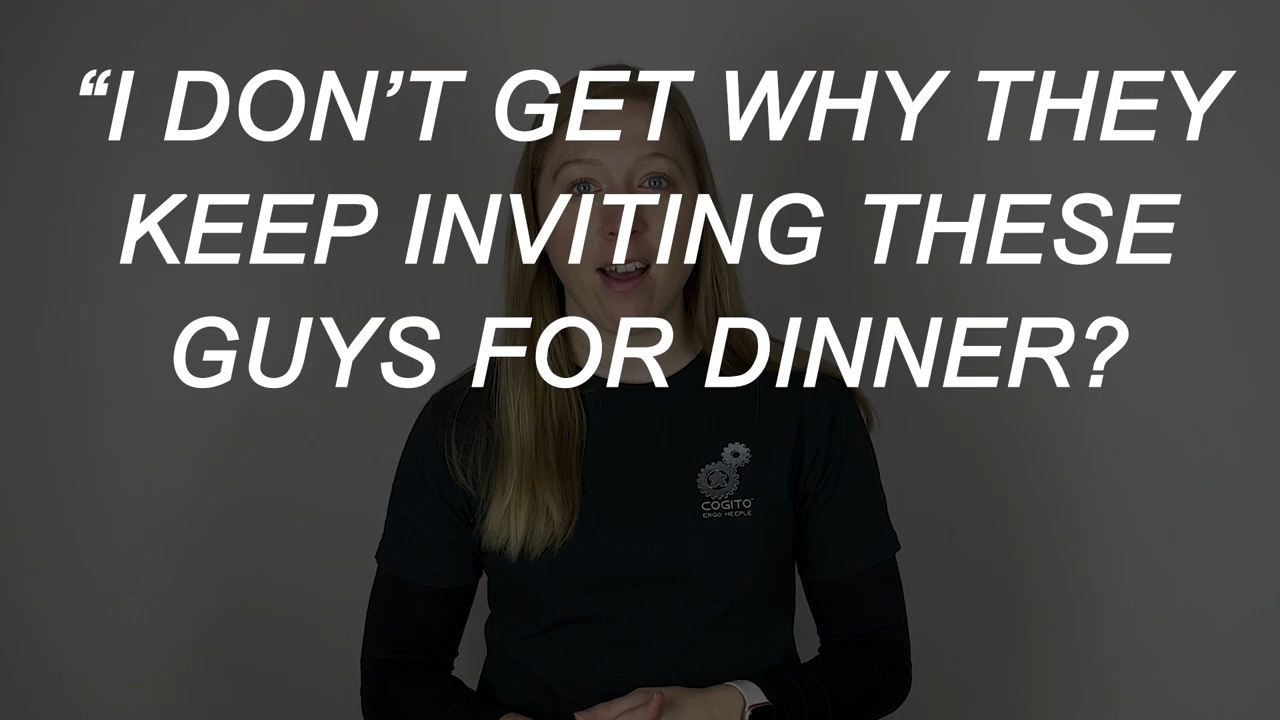 “I DON’T GET WHY THEY
KEEP INVITING THESE
GUYS FOR DINNER?
COGITO
ERGO MEEPLE